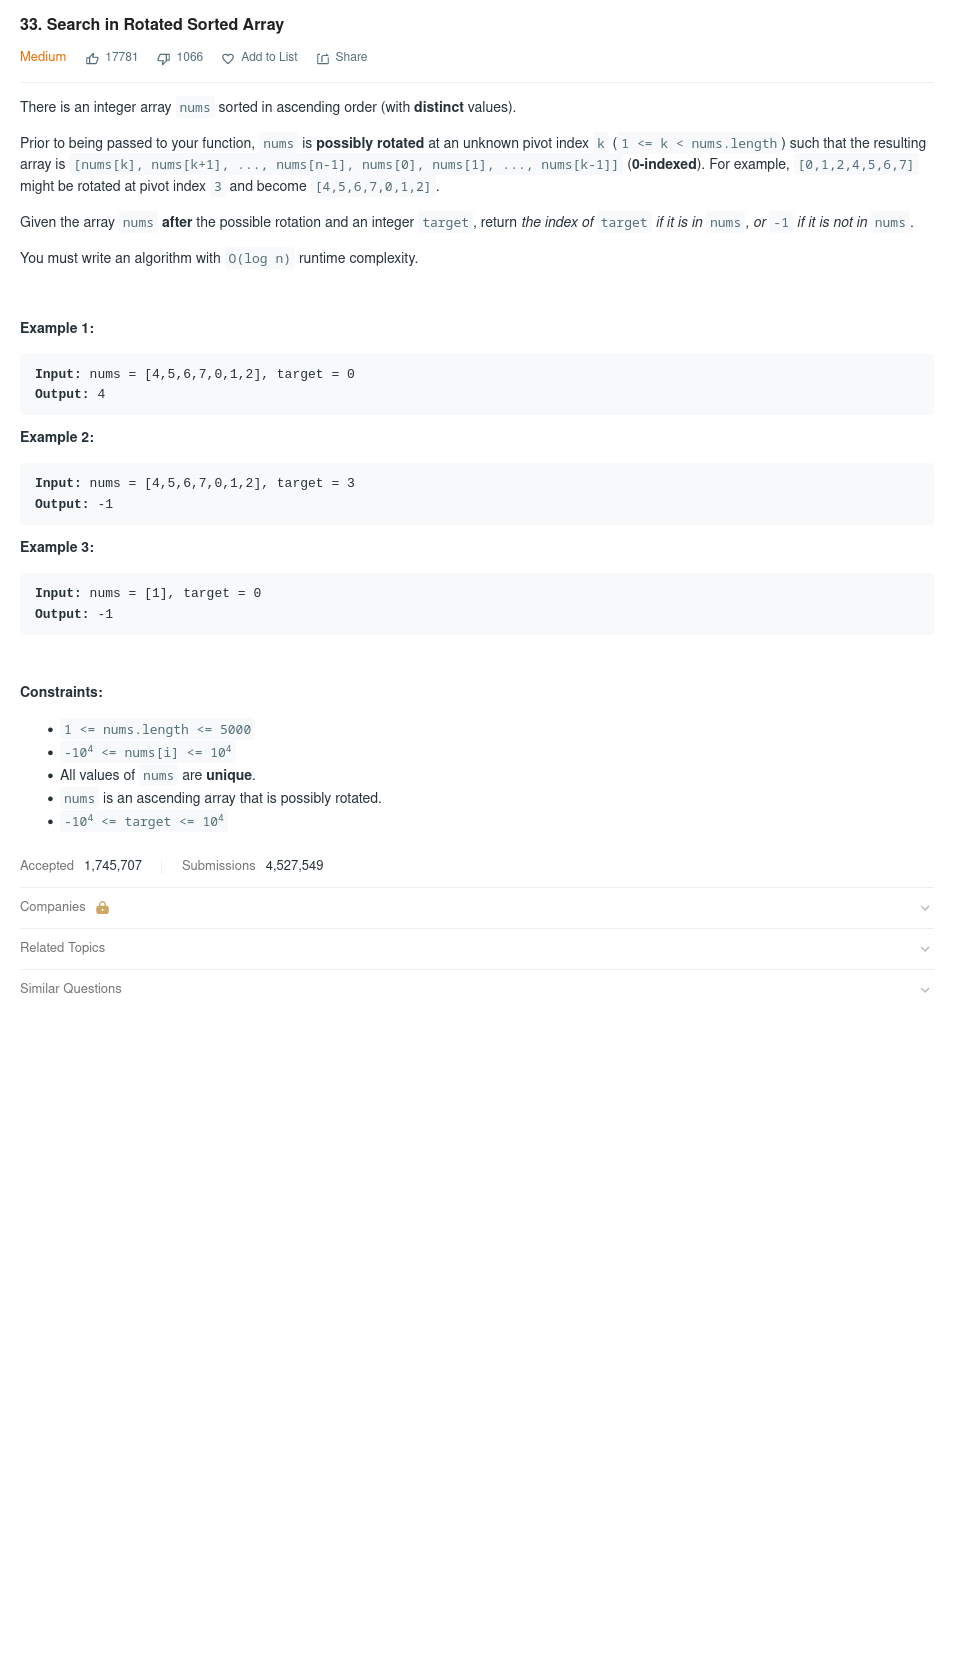 33. Search in Rotated Sorted Array
Medium 17781 1066 Add to List Share
There is an integer array nums sorted in ascending order (with distinct values).
Prior to being passed to your function, nums is possibly rotated at an unknown pivot index k (1 <= k < nums.length) such that the resulting
array is [nums[k], nums[k+1], ..., nums[n-1], nums[0], nums[1], ..., nums[k-1]] (0-indexed). For example, [0,1,2,4,5,6,7]
might be rotated at pivot index 3 and become [4,5,6,7,0,1,2].
Given the array nums after the possible rotation and an integer target, return the index of target if it is in nums, or -1 if it is not in nums.
You must write an algorithm with O(log n) runtime complexity.
Example 1:
Input: nums = [4,5,6,7,0,1,2], target = 0
Output: 4
Example 2:
Input: nums = [4,5,6,7,0,1,2], target = 3
Output: -1
Example 3:
Input: nums = [1], target = 0
Output: -1
Constraints:
• 1 <= nums.length <= 5000
• -10⁴ <= nums[i] <= 10⁴
• All values of nums are unique.
• nums is an ascending array that is possibly rotated.
• -10⁴ <= target <= 10⁴
Accepted 1,745,707 Submissions 4,527,549
Companies
Related Topics
Similar Questions